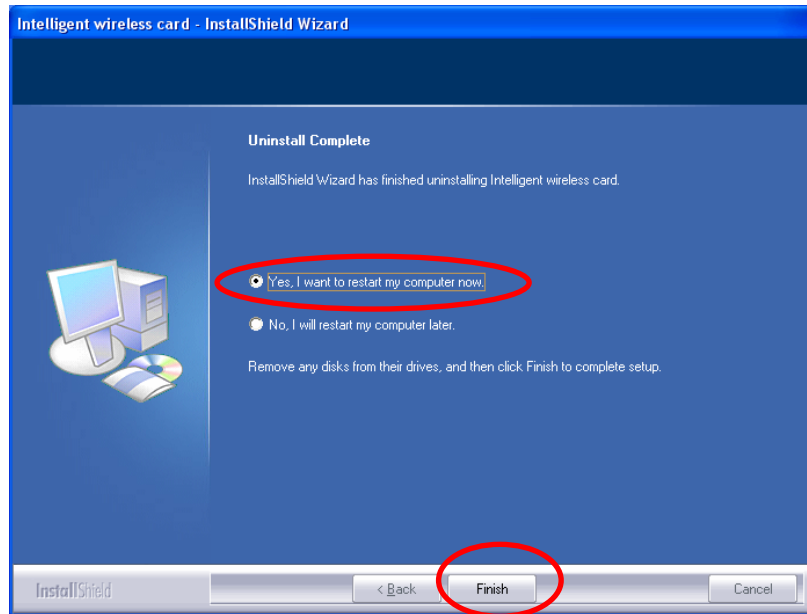 Intelligent wireless card - InstallShield Wizard
Uninstall Complete
InstallShield Wizard has finished uninstalling Intelligent wireless card.
Yes, I want to restart my computer now.
No, I will restart my computer later.
Remove any disks from their drives, and then click Finish to complete setup.
InstallShield
< Back
Finish
Cancel